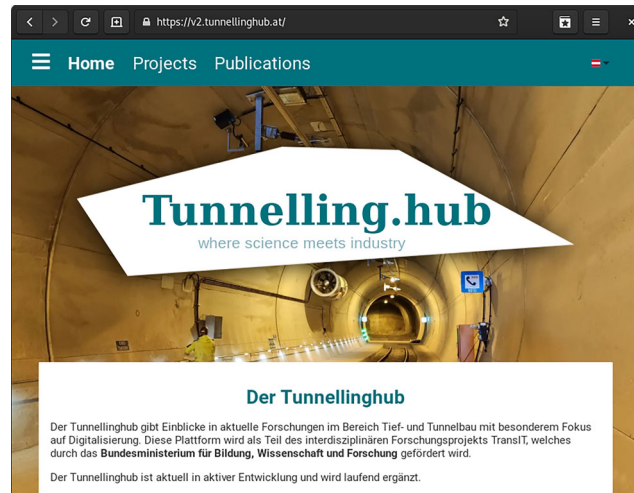 https://v2.tunnellinghub.at/
Home Projects Publications
Tunnelling.hub
where science meets industry
Der Tunnellinghub
Der Tunnellinghub gibt Einblicke in aktuelle Forschungen im Bereich Tief- und Tunnelbau mit besonderem Fokus
auf Digitalisierung. Diese Plattform wird als Teil des interdisziplinären Forschungsprojekts TransIT, welches
durch das Bundesministerium für Bildung, Wissenschaft und Forschung gefördert wird.
Der Tunnellinghub ist aktuell in aktiver Entwicklung und wird laufend ergänzt.